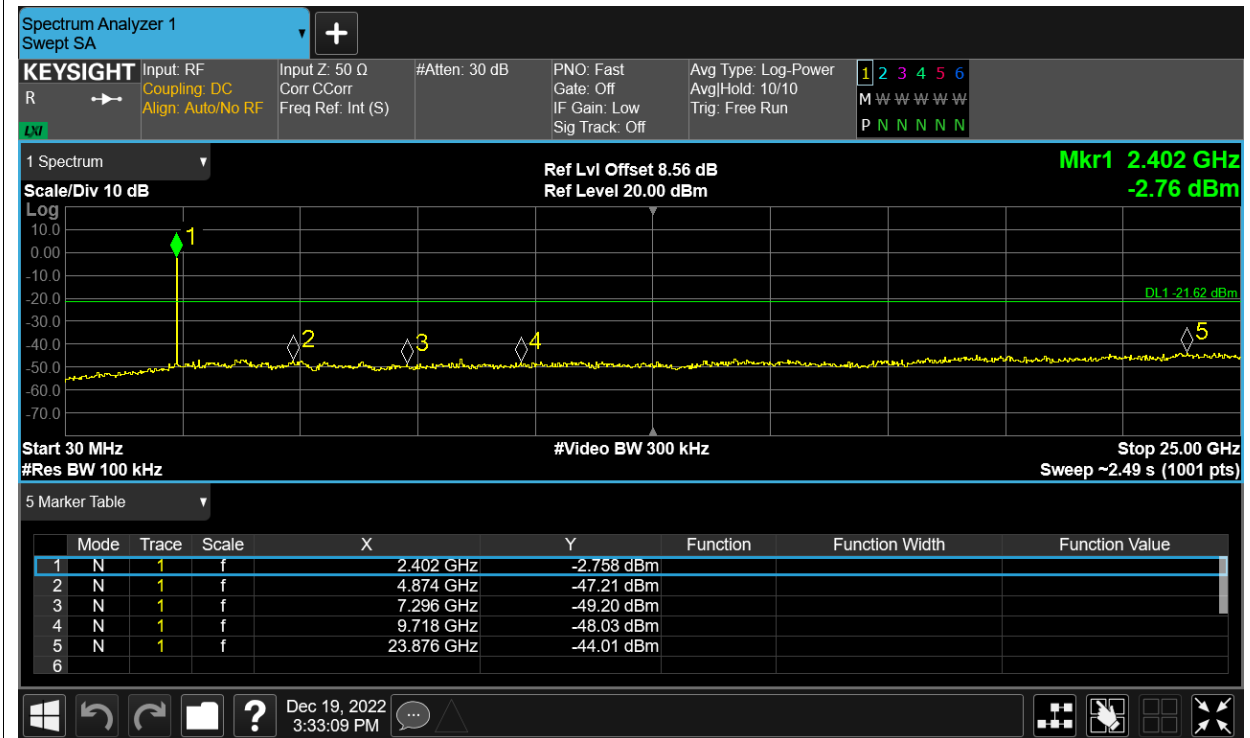 Spectrum Analyzer 1
Swept SA
KEYSIGHT Input: RF Input Z: 50 Ω #Atten: 30 dB PNO: Fast Avg Type: Log-Power 1 2 3 4 5 6
R Coupling: DC Corr CCorr Gate: Off Avg|Hold: 10/10 M W W W W W
Align: Auto/No RF Freq Ref: Int (S) IF Gain: Low Trig: Free Run P N N N N N
LXI Sig Track: Off
1 Spectrum Ref Lvl Offset 8.56 dB Mkr1 2.402 GHz
Scale/Div 10 dB Ref Level 20.00 dBm -2.76 dBm
Log
10.0 1
0.00
-10.0
-20.0 DL1 -21.62 dBm
-30.0
-40.0 2 3 4 5
-50.0
-60.0
-70.0
Start 30 MHz #Video BW 300 kHz Stop 25.00 GHz
#Res BW 100 kHz Sweep ~2.49 s (1001 pts)
5 Marker Table
Mode Trace Scale X Y Function Function Width Function Value
1 N 1 f 2.402 GHz -2.758 dBm
2 N 1 f 4.874 GHz -47.21 dBm
3 N 1 f 7.296 GHz -49.20 dBm
4 N 1 f 9.718 GHz -48.03 dBm
5 N 1 f 23.876 GHz -44.01 dBm
6
? Dec 19, 2022
3:33:09 PM